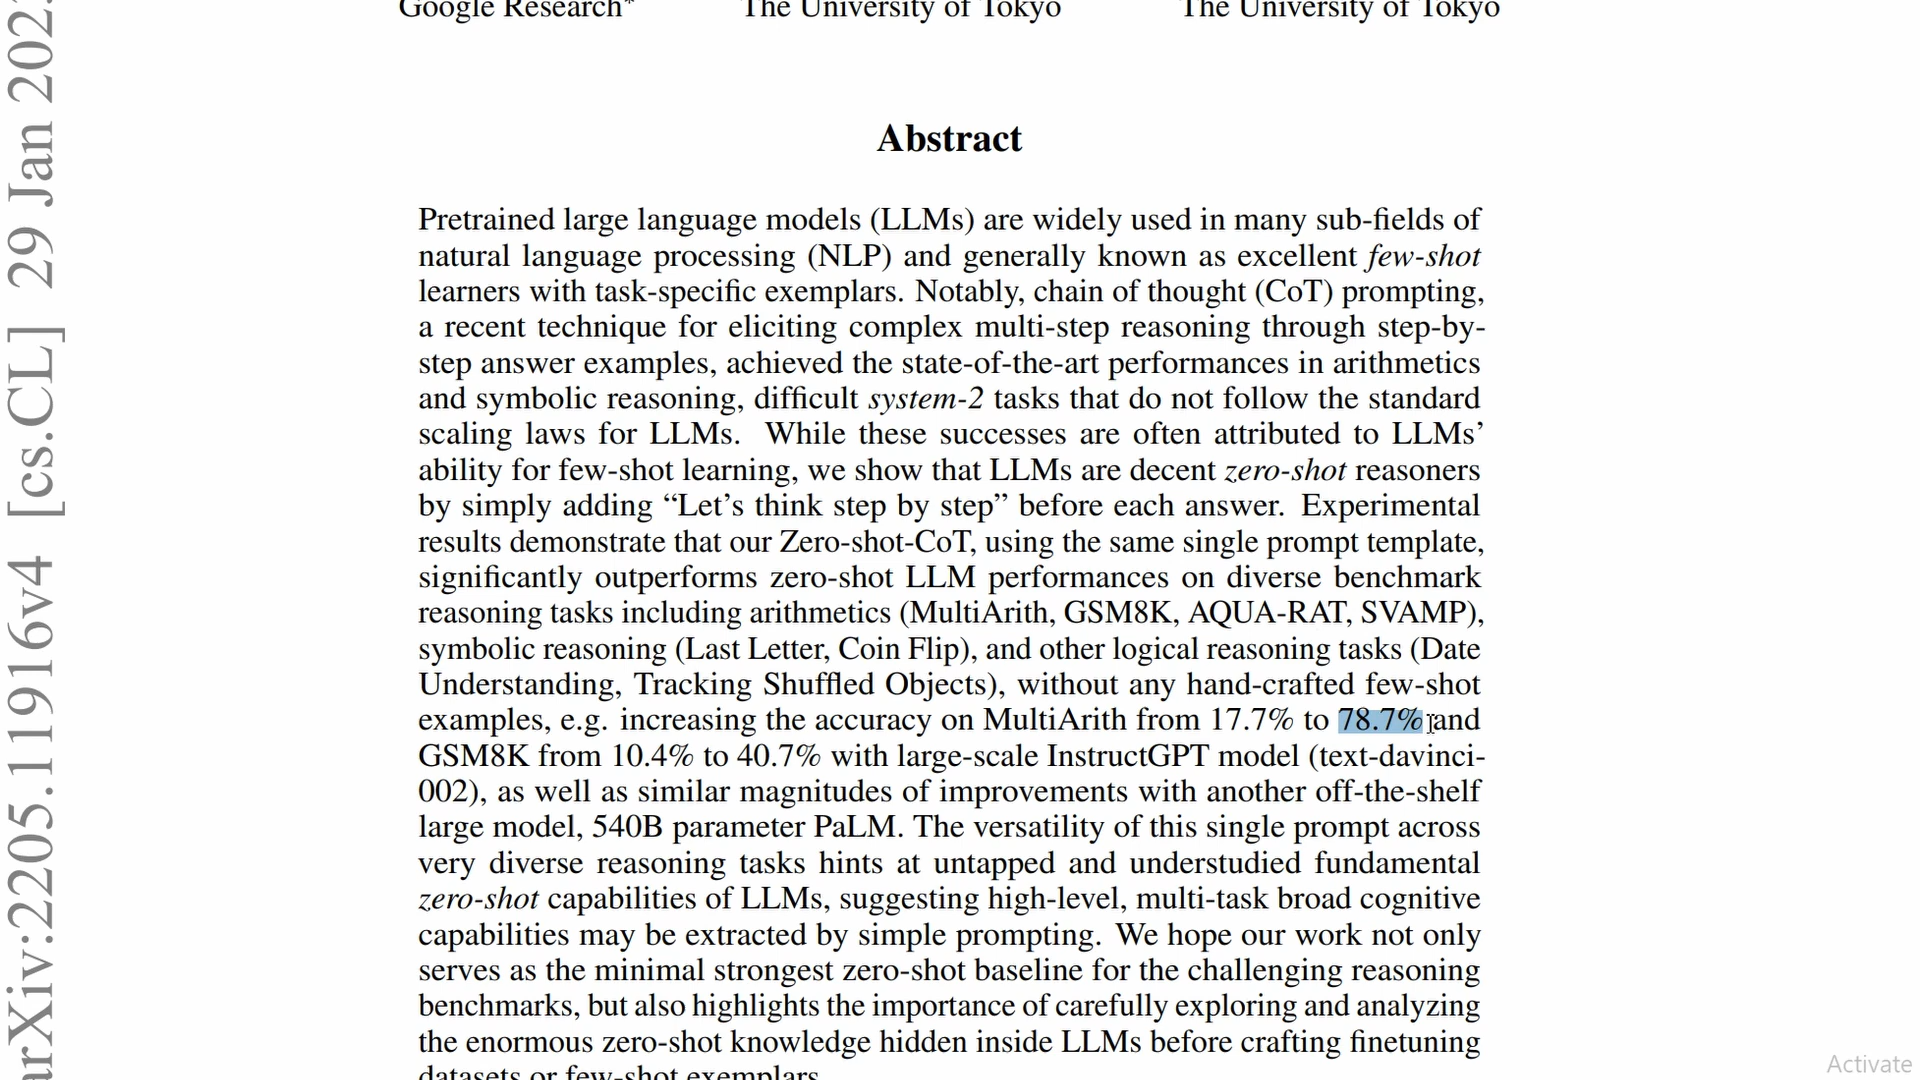 Google Research* The University of Tokyo The University of Tokyo
arXiv:2205.11916v4 [cs.CL] 29 Jan 202
Abstract
Pretrained large language models (LLMs) are widely used in many sub-fields of
natural language processing (NLP) and generally known as excellent few-shot
learners with task-specific exemplars. Notably, chain of thought (CoT) prompting,
a recent technique for eliciting complex multi-step reasoning through step-by-
step answer examples, achieved the state-of-the-art performances in arithmetics
and symbolic reasoning, difficult system-2 tasks that do not follow the standard
scaling laws for LLMs. While these successes are often attributed to LLMs’
ability for few-shot learning, we show that LLMs are decent zero-shot reasoners
by simply adding “Let’s think step by step” before each answer. Experimental
results demonstrate that our Zero-shot-CoT, using the same single prompt template,
significantly outperforms zero-shot LLM performances on diverse benchmark
reasoning tasks including arithmetics (MultiArith, GSM8K, AQUA-RAT, SVAMP),
symbolic reasoning (Last Letter, Coin Flip), and other logical reasoning tasks (Date
Understanding, Tracking Shuffled Objects), without any hand-crafted few-shot
examples, e.g. increasing the accuracy on MultiArith from 17.7% to 78.7% and
GSM8K from 10.4% to 40.7% with large-scale InstructGPT model (text-davinci-
002), as well as similar magnitudes of improvements with another off-the-shelf
large model, 540B parameter PaLM. The versatility of this single prompt across
very diverse reasoning tasks hints at untapped and understudied fundamental
zero-shot capabilities of LLMs, suggesting high-level, multi-task broad cognitive
capabilities may be extracted by simple prompting. We hope our work not only
serves as the minimal strongest zero-shot baseline for the challenging reasoning
benchmarks, but also highlights the importance of carefully exploring and analyzing
the enormous zero-shot knowledge hidden inside LLMs before crafting finetuning
datasets or few-shot exemplars.
Activate